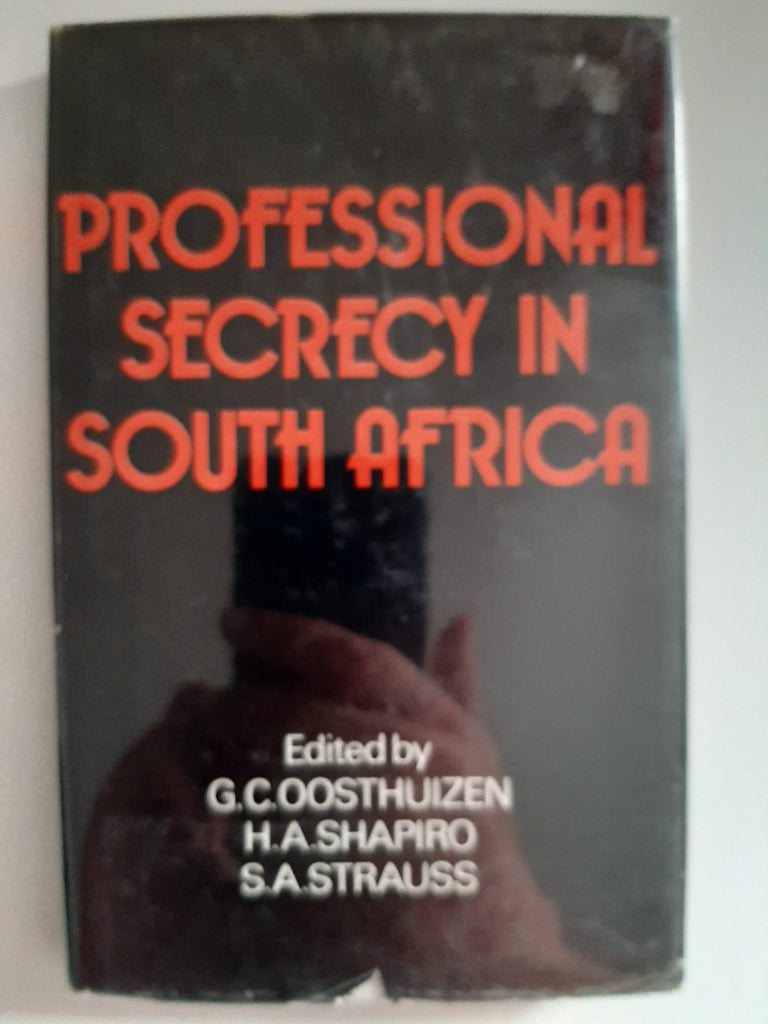 PROFESSIONAL
SECRECY IN
SOUTH AFRICA
Edited by
G.C.OOSTHUIZEN
H.A.SHAPIRO
S.A.STRAUSS